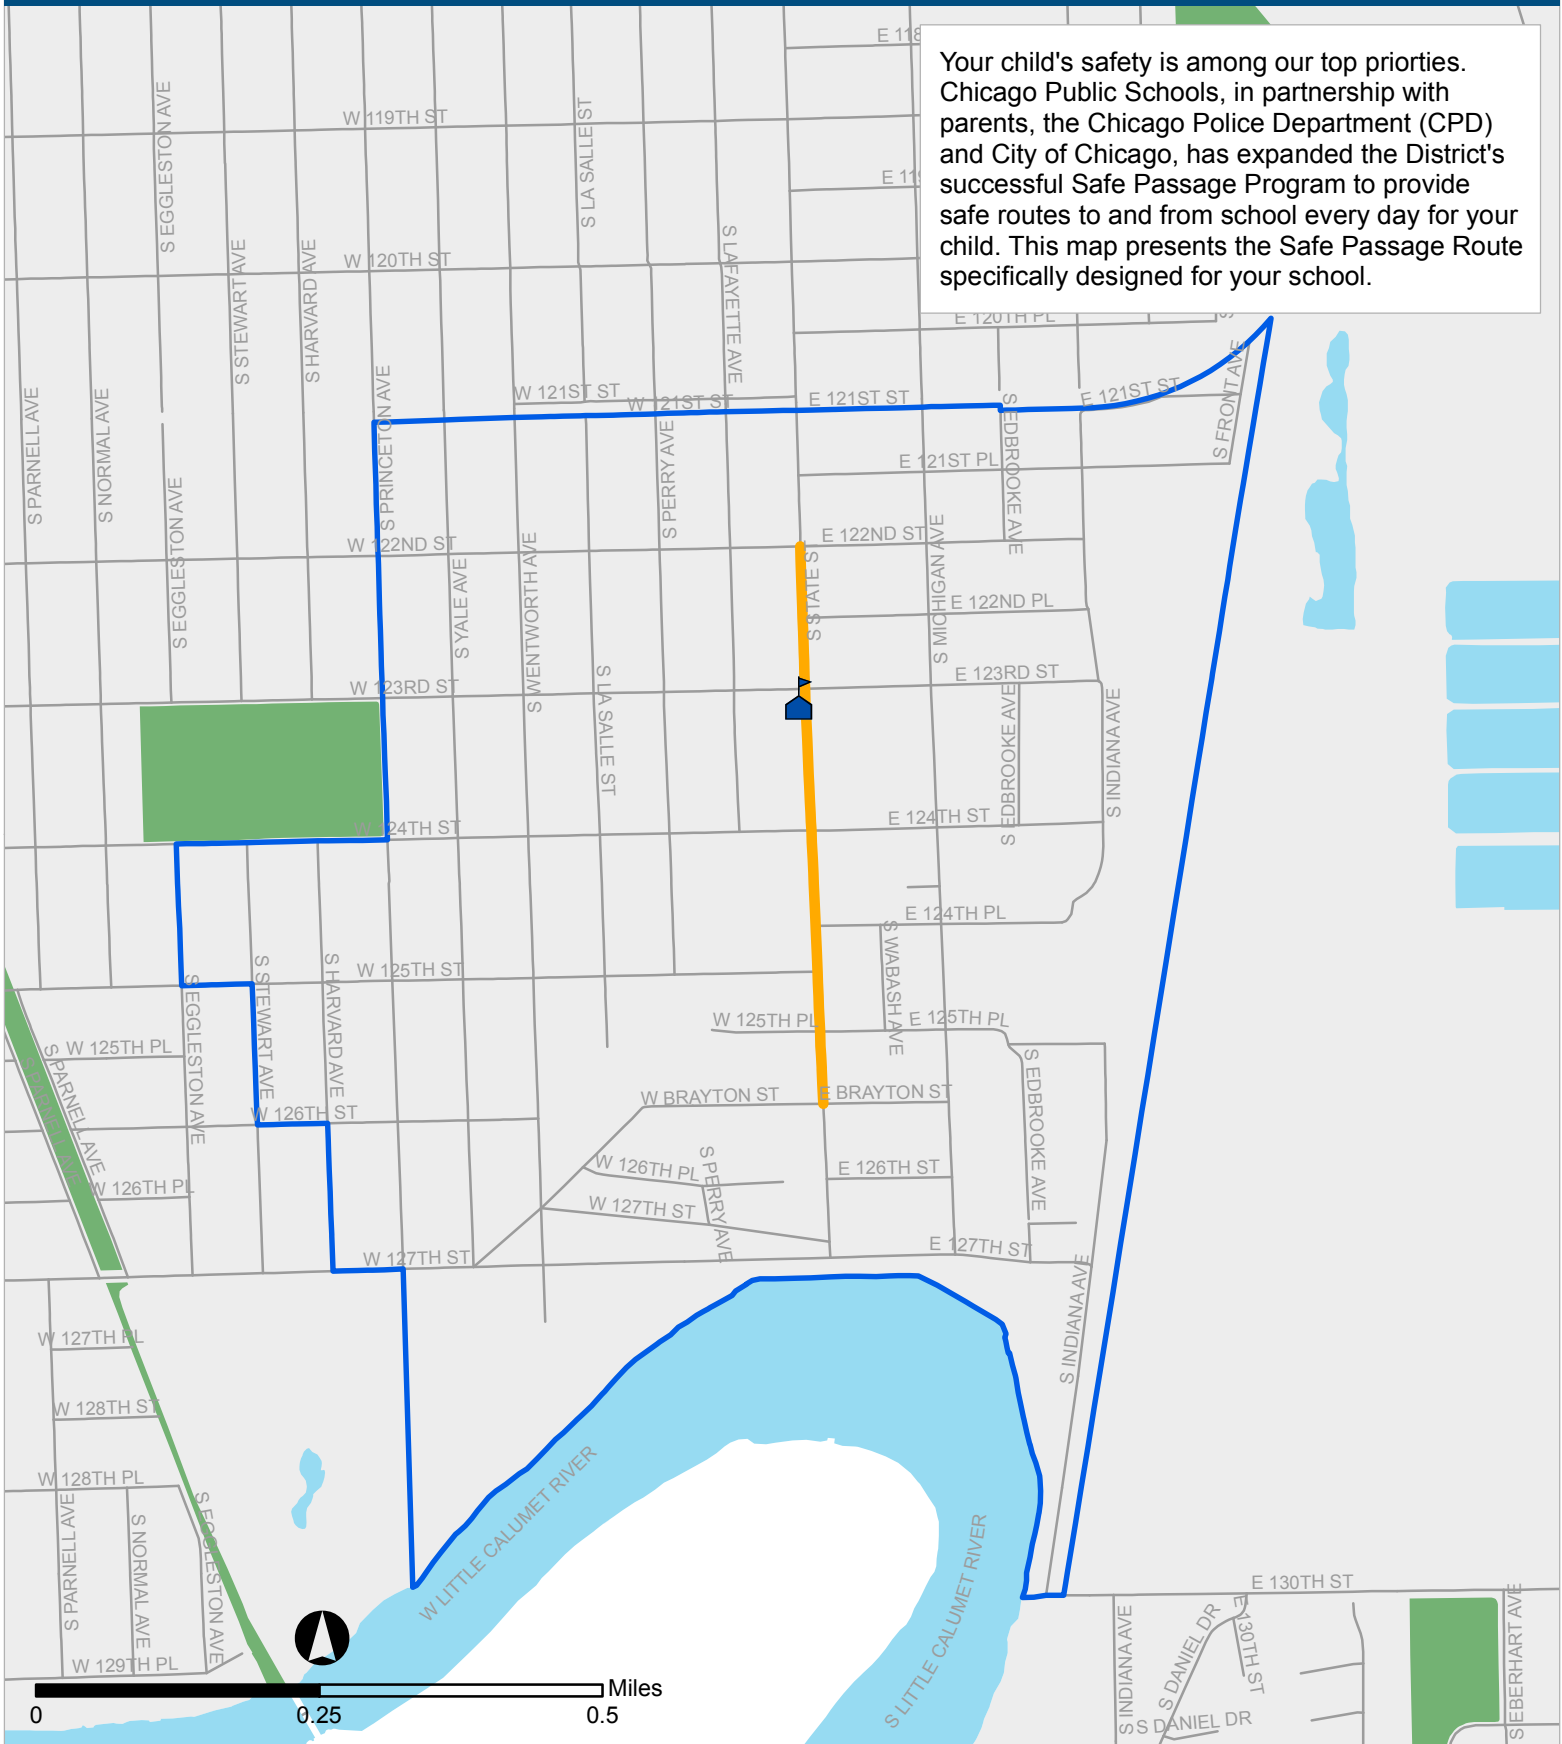 E 118
Your child's safety is among our top priorties.
Chicago Public Schools, in partnership with
parents, the Chicago Police Department (CPD)
and City of Chicago, has expanded the District's
successful Safe Passage Program to provide
safe routes to and from school every day for your
child. This map presents the Safe Passage Route
specifically designed for your school.
S EGGLESTON AVE
W 119TH ST
S LA SALLE ST
E 119
S STEWART AVE
S HARVARD AVE
W 120TH ST
S LAFAYETTE AVE
E 120TH PL
S FRONT AVE
S PARNELL AVE
S NORMAL AVE
S PRINCETON AVE
W 121ST ST
W 121ST ST
E 121ST ST
E 121ST ST
S EDBROOKE AVE
S PERRY AVE
E 121ST PL
S EGGLESTON AVE
W 122ND ST
E 122ND ST
S YALE AVE
S WENTWORTH AVE
S STATE S
S MICHIGAN AVE
E 122ND PL
W 123RD ST
S LA SALLE ST
E 123RD ST
S EDBROOKE AVE
S INDIANA AVE
W 124TH ST
E 124TH ST
E 124TH PL
S WABASH AVE
W 125TH ST
S EGGLESTON AVE
S STEWART AVE
S HARVARD AVE
W 125TH PL
E 125TH PL
W 125TH PL
S PARNELL AVE
S EDBROOKE AVE
W BRAYTON ST
E BRAYTON ST
W 126TH ST
W 126TH PL
S PERRY AVE
E 126TH ST
W 126TH PL
W 127TH ST
W 127TH ST
E 127TH ST
S INDIANA AVE
W 127TH PL
W 128TH ST
W 128TH PL
S PARNELL AVE
S NORMAL AVE
S EGGLESTON AVE
W LITTLE CALUMET RIVER
S LITTLE CALUMET RIVER
E 130TH ST
S INDIANA AVE
S DANIEL DR
E 130TH ST
S EBERHART AVE
W 129TH PL
S DANIEL DR
Miles
0
0.25
0.5